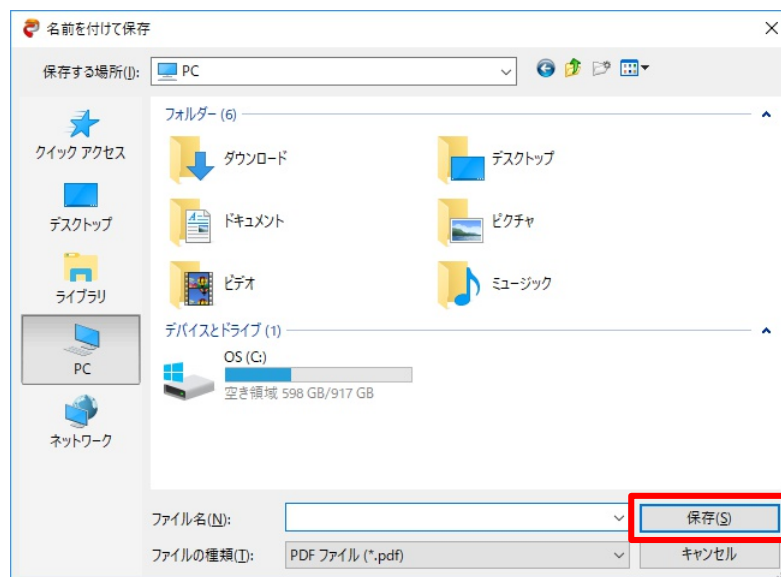 名前を付けて保存
保存する場所(I):
PC
クイック アクセス
デスクトップ
ライブラリ
PC
ネットワーク
フォルダー (6)
ダウンロード
デスクトップ
ドキュメント
ピクチャ
ビデオ
ミュージック
デバイスとドライブ (1)
OS (C:)
空き領域 598 GB/917 GB
ファイル名(N):
保存(S)
ファイルの種類(T):
PDF ファイル (*.pdf)
キャンセル